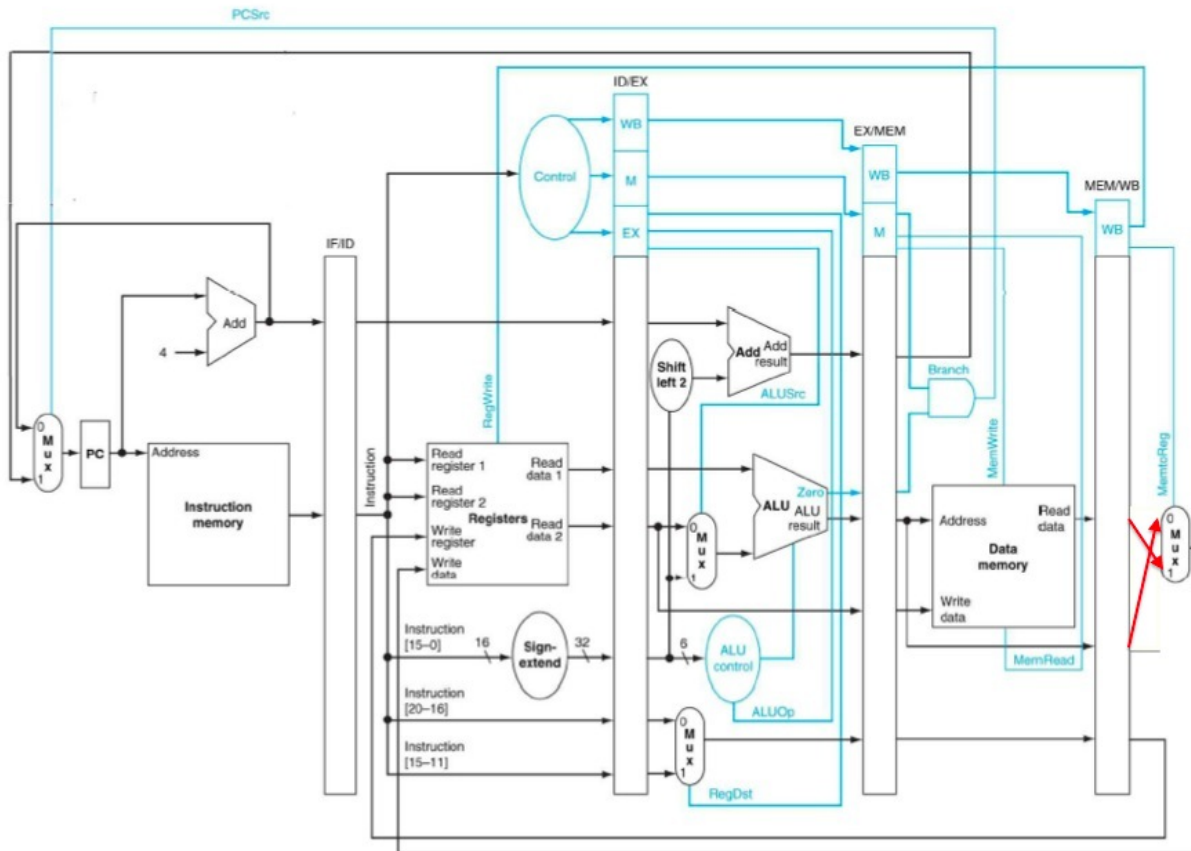 PCSrc
ID/EX
WB
EX/MEM
Control
M
WB
MEM/WB
EX
M
WB
IF/ID
Add
4
Shift
left 2
Add
Add
result
Branch
ALUSrc
RegWrite
MemWrite
MemtoReg
0
M
u
x
1
PC
Address
Instruction
memory
Instruction
Read
register 1
Read
data 1
Read
register 2
Registers
Write
register
Read
data 2
Write
data
0
M
u
x
1
Zero
ALU
ALU
result
Address
Read
data
Data
memory
Write
data
0
M
u
x
1
Instruction
[15–0]
16
Sign-
extend
32
6
ALU
control
MemRead
Instruction
[20–16]
ALUOp
0
M
u
x
1
Instruction
[15–11]
RegDst